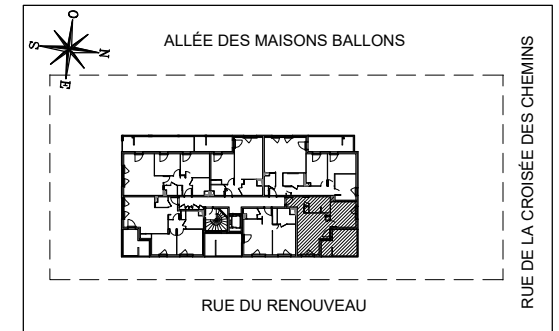 O
S
N
E
ALLÉE DES MAISONS BALLONS
RUE DE LA CROISÉE DES CHEMINS
RUE DU RENOUVEAU